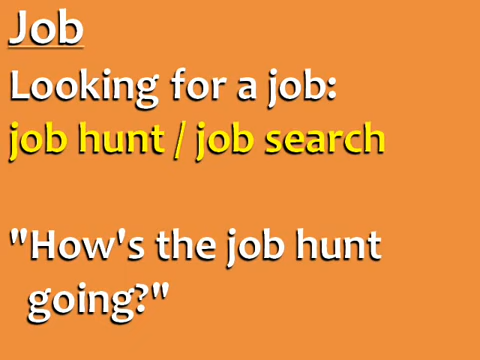 Job
Looking for a job:
job hunt / job search
"How's the job hunt
going?"